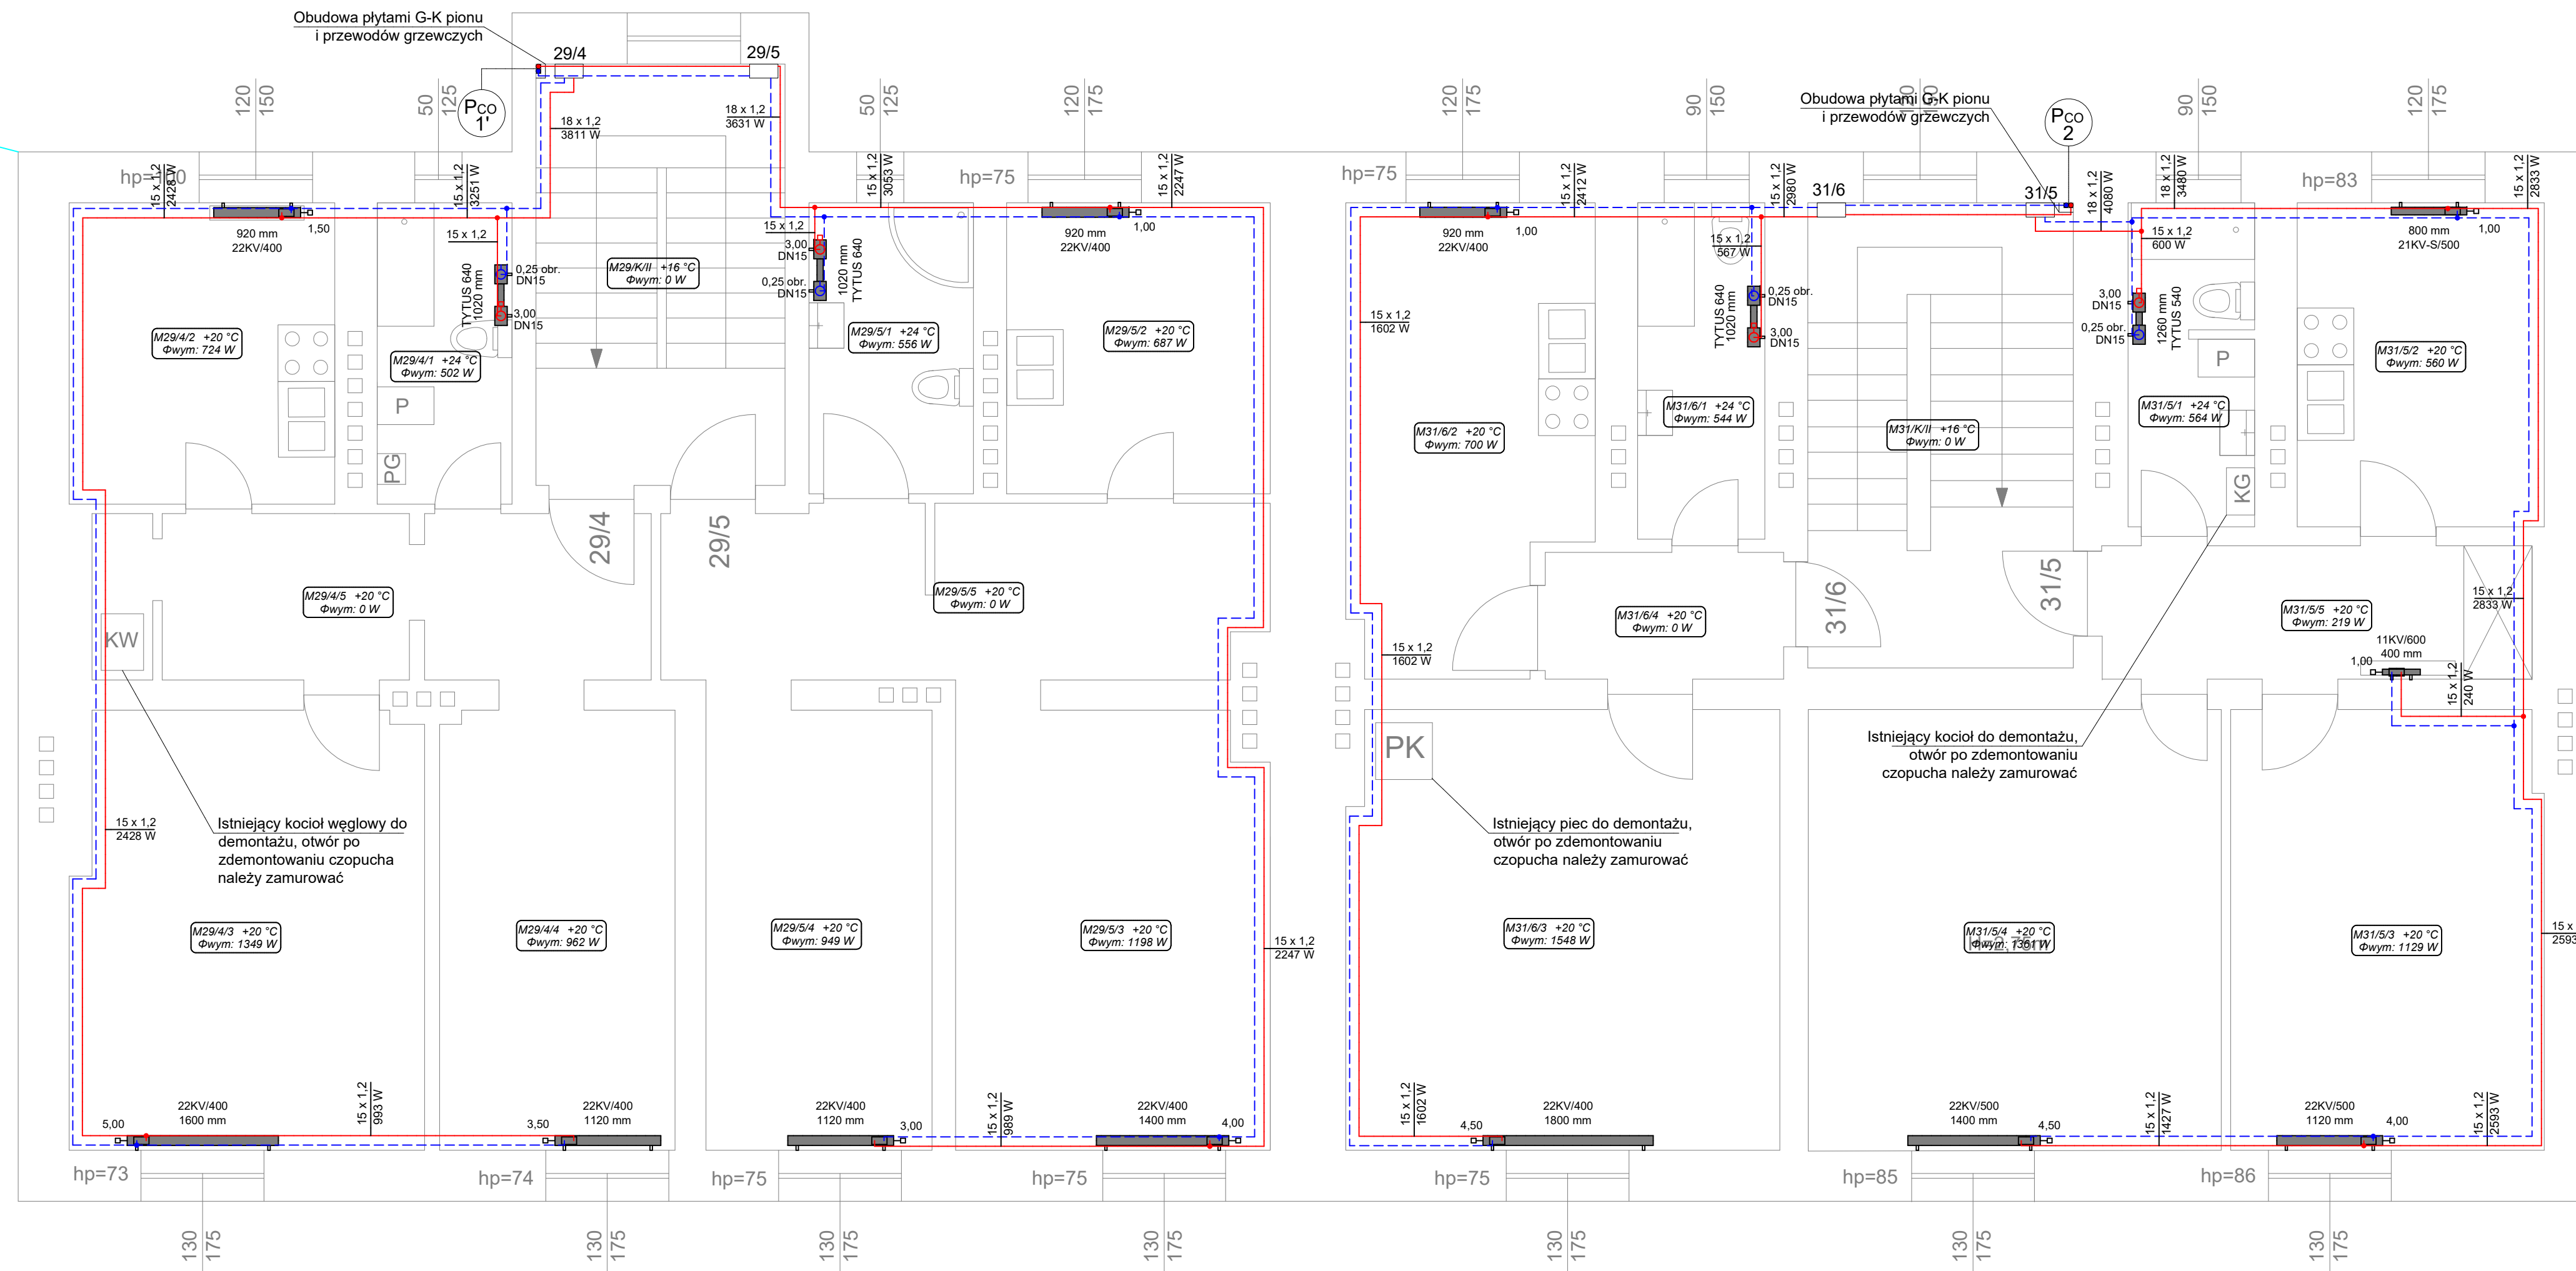 Obudowa płytami G-K pionu
i przewodów grzewczych
29/4
29/5
PCO
1'
120
150
50
125
18 x 1,2
3811 W
18 x 1,2
3631 W
50
125
120
175
120
175
90
150
Obudowa płytami G-K pionu
i przewodów grzewczych
PCO
2
90
150
120
175
15 x 1,2
2428 W
15 x 1,2
3251 W
15 x 1,2
3053 W
hp=75
15 x 1,2
2247 W
hp=75
15 x 1,2
2412 W
15 x 1,2
2980 W
31/6
31/5
18 x 1,2
4080 W
18 x 1,2
3480 W
hp=83
15 x 1,2
2833 W
1,50
920 mm
22KV/400
15 x 1,2
15 x 1,2
920 mm
22KV/400
1,00
920 mm
22KV/400
1,00
15 x 1,2
567 W
15 x 1,2
600 W
800 mm
21KV-S/500
1,00
TYTUS 640
1020 mm
0,25 obr.
DN15
3,00
DN15
M29/K/II +16 °C
Φwym: 0 W
3,00
DN15
0,25 obr.
DN15
1020 mm
TYTUS 640
TYTUS 640
1020 mm
0,25 obr.
DN15
3,00
DN15
3,00
DN15
0,25 obr.
DN15
1260 mm
TYTUS 540
M29/4/2 +20 °C
Φwym: 724 W
M29/4/1 +24 °C
Φwym: 502 W
M29/5/1 +24 °C
Φwym: 556 W
M29/5/2 +20 °C
Φwym: 687 W
15 x 1,2
1602 W
M31/5/2 +20 °C
Φwym: 560 W
P
P
PG
KG
M31/6/2 +20 °C
Φwym: 700 W
M31/6/1 +24 °C
Φwym: 544 W
M31/K/II +16 °C
Φwym: 0 W
M31/5/1 +24 °C
Φwym: 564 W
29/4
29/5
31/6
31/5
M29/4/5 +20 °C
Φwym: 0 W
M29/5/5 +20 °C
Φwym: 0 W
M31/6/4 +20 °C
Φwym: 0 W
M31/5/5 +20 °C
Φwym: 219 W
15 x 1,2
2833 W
KW
15 x 1,2
1602 W
11KV/600
400 mm
1,00
15 x 1,2
240 W
PK
Istniejący kocioł do demontażu,
otwór po zdemontowaniu
czopucha należy zamurować
15 x 1,2
2428 W
Istniejący kocioł węglowy do
demontażu, otwór po
zdemontowaniu czopucha
należy zamurować
Istniejący piec do demontażu,
otwór po zdemontowaniu
czopucha należy zamurować
M29/4/3 +20 °C
Φwym: 1349 W
M29/4/4 +20 °C
Φwym: 962 W
M29/5/4 +20 °C
Φwym: 949 W
M29/5/3 +20 °C
Φwym: 1198 W
15 x 1,2
2247 W
M31/6/3 +20 °C
Φwym: 1548 W
M31/5/4 +20 °C
Φwym: 1361 W
M31/5/3 +20 °C
Φwym: 1129 W
15 x
2593
5,00
22KV/400
1600 mm
15 x 1,2
993 W
3,50
22KV/400
1120 mm
22KV/400
1120 mm
3,00
15 x 1,2
989 W
22KV/400
1400 mm
4,00
15 x 1,2
1602 W
4,50
22KV/400
1800 mm
22KV/500
1400 mm
4,50
15 x 1,2
1427 W
22KV/500
1120 mm
4,00
15 x 1,2
2593 W
hp=73
hp=74
hp=75
hp=75
hp=75
hp=85
hp=86
130
175
130
175
130
175
130
175
130
175
130
175
130
175